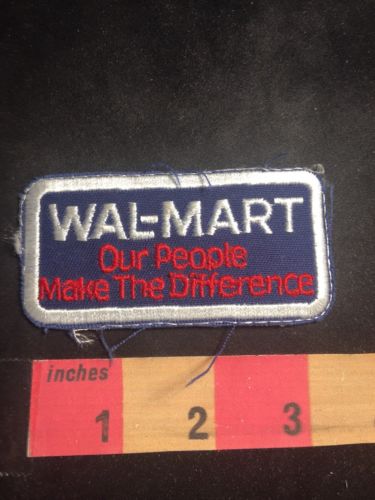 WAL-MART
Our People
Make The Difference
inches
1 2 3